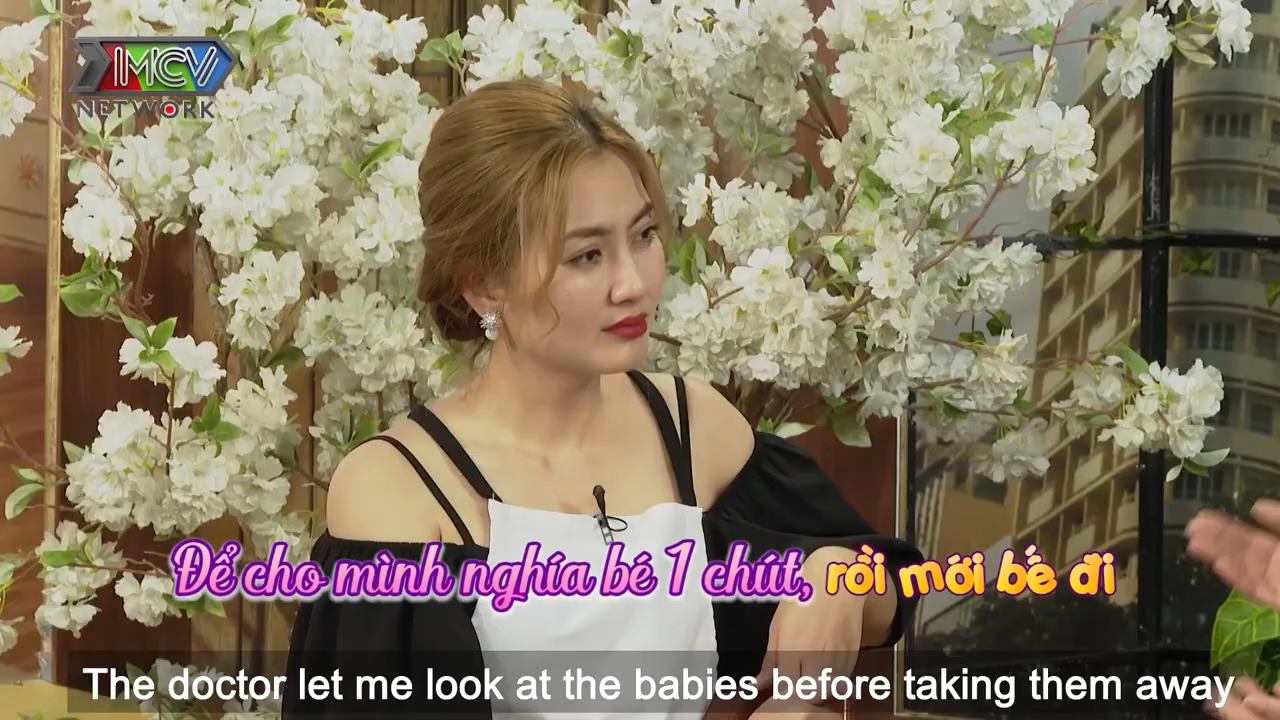 MCV
NETWORK
Để cho mình nghía bé 1 chút, rồi mới bế đi
The doctor let me look at the babies before taking them away